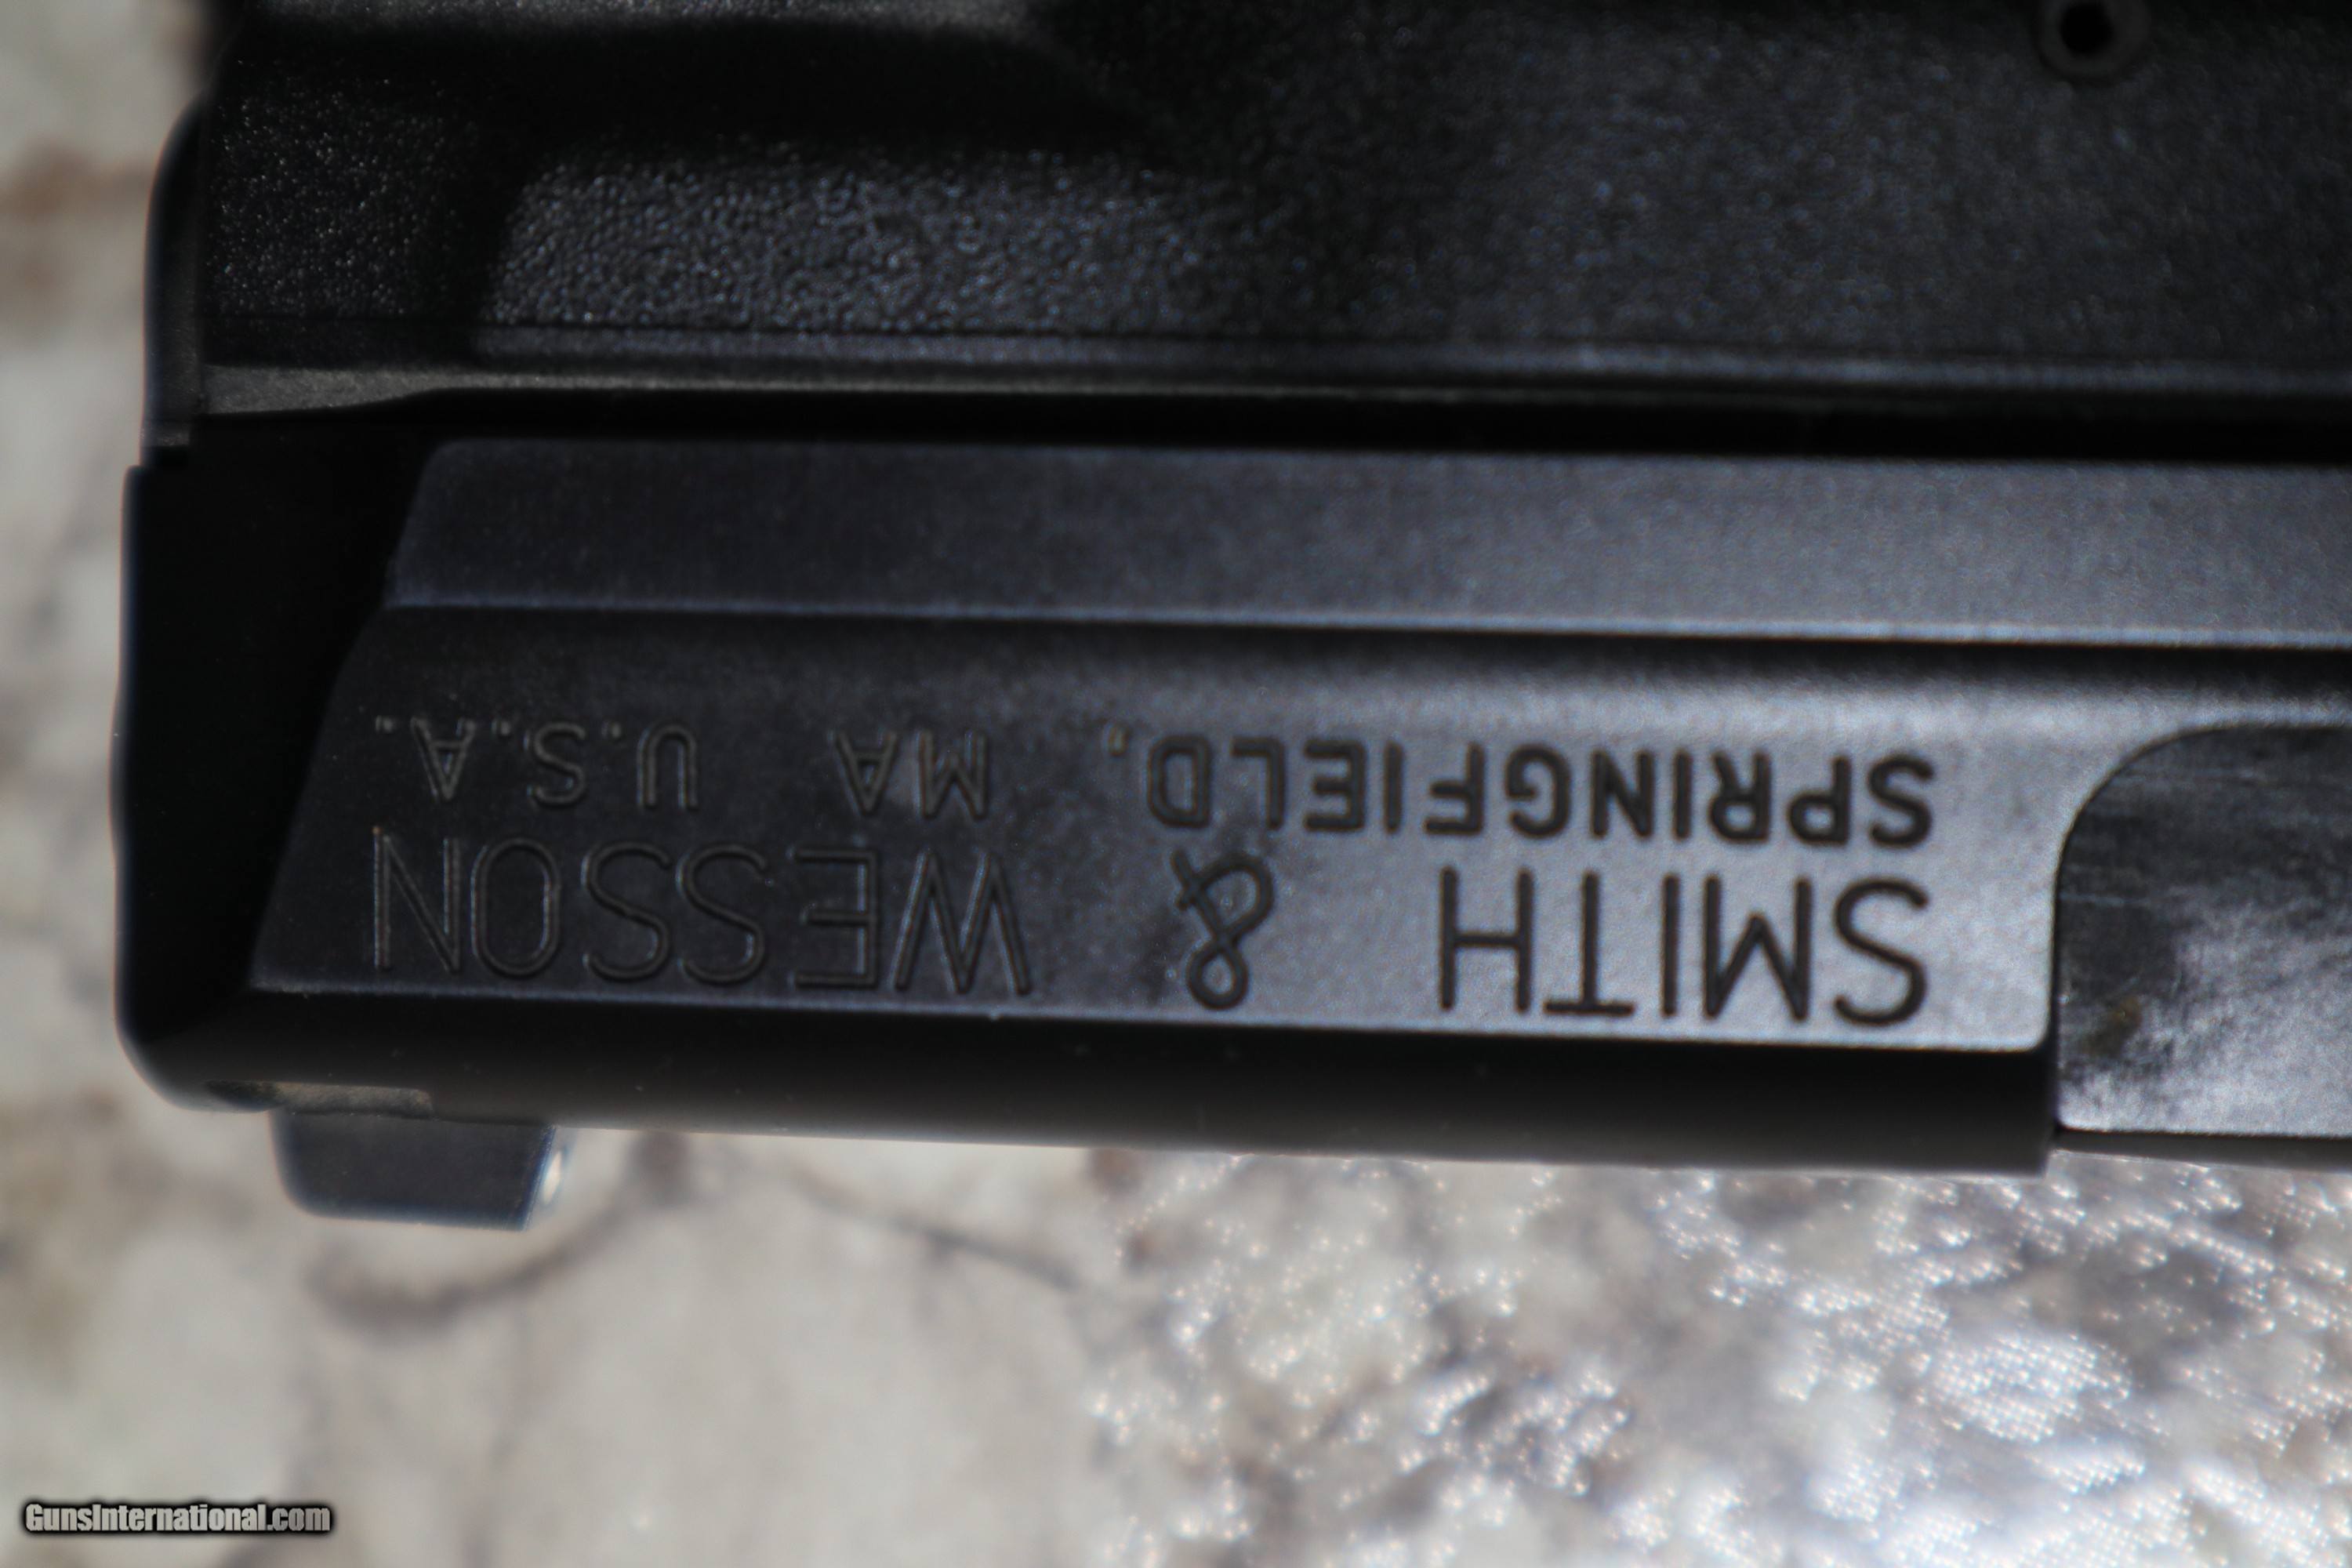 SMITH & WESSON
SPRINGFIELD, MA U.S.A.
GunsInternational.com